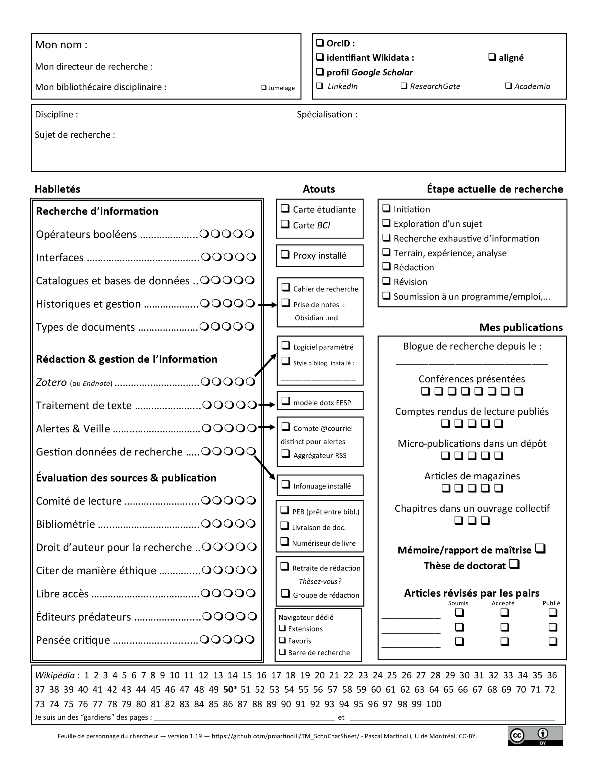 Mon nom :
Mon directeur de recherche :
Mon bibliothécaire disciplinaire :
Jumelage
OrcID :
identifiant Wikidata :
aligné
profil Google Scholar
LinkedIn
ResearchGate
Academia
Discipline :
Spécialisation :
Sujet de recherche :
Habiletés
Recherche d'information
Opérateurs booléens
Interfaces
Catalogues et bases de données
Historiques et gestion
Types de documents
Rédaction & gestion de l'information
Zotero (ou Endnote)
Traitement de texte
Alertes & Veille
Gestion données de recherche
Évaluation des sources & publication
Comité de lecture
Bibliométrie
Droit d'auteur pour la recherche
Citer de manière éthique
Libre accès
Éditeurs prédateurs
Pensée critique
Atouts
Carte étudiante
Carte BCI
Proxy installé
Cahier de recherche
Prise de notes :
Obsidian .md
Logiciel paramétré
Style bibliog. installé :
modèle dotx FESP
Compte @courriel
distinct pour alertes
Aggrégateur RSS
Infonuage installé
PEB (prêt entre bibl.)
Livraison de doc.
Numériseur de livre
Retraite de rédaction
Thèsez-vous?
Groupe de rédaction
Navigateur dédié
Extensions
Favoris
Barre de recherche
Étape actuelle de recherche
Initiation
Exploration d'un sujet
Recherche exhaustive d'information
Terrain, expérience, analyse
Rédaction
Révision
Soumission à un programme/emploi,...
Mes publications
Blogue de recherche depuis le :
Conférences présentées
Comptes rendus de lecture publiés
Micro-publications dans un dépôt
Articles de magazines
Chapitres dans un ouvrage collectif
Mémoire/rapport de maîtrise
Thèse de doctorat
Articles révisés par les pairs
Soumis Accepté Publié
Wikipédia : 1 2 3 4 5 6 7 8 9 10 11 12 13 14 15 16 17 18 19 20 21 22 23 24 25 26 27 28 29 30 31 32 33 34 35 36
37 38 39 40 41 42 43 44 45 46 47 48 49 50* 51 52 53 54 55 56 57 58 59 60 61 62 63 64 65 66 67 68 69 70 71 72
73 74 75 76 77 78 79 80 81 82 83 84 85 86 87 88 89 90 91 92 93 94 95 96 97 98 99 100
Je suis un des "gardiens" des pages : et
Feuille de personnage du chercheur — version 1.19 — https://github.com/pmartinolli/TM_SchoCharSheet/ - Pascal Martinolli, U de Montréal. CC-BY.
cc BY